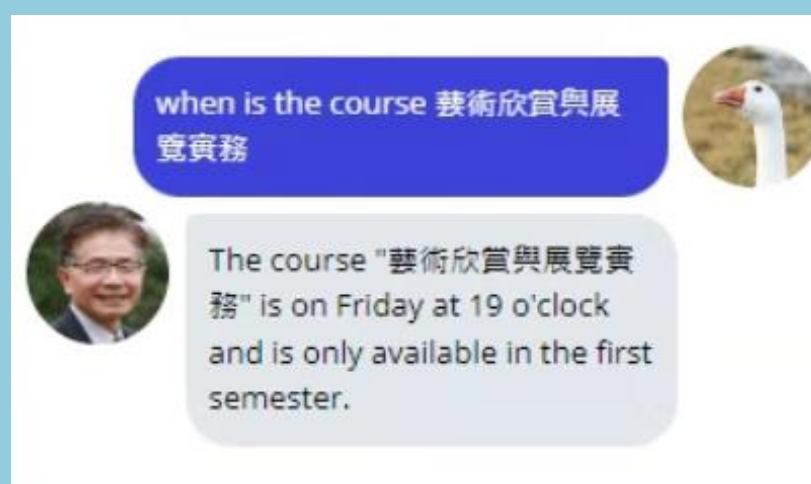 when is the course 藝術欣賞與展
覽實務
The course "藝術欣賞與展覽實
務" is on Friday at 19 o'clock
and is only available in the first
semester.